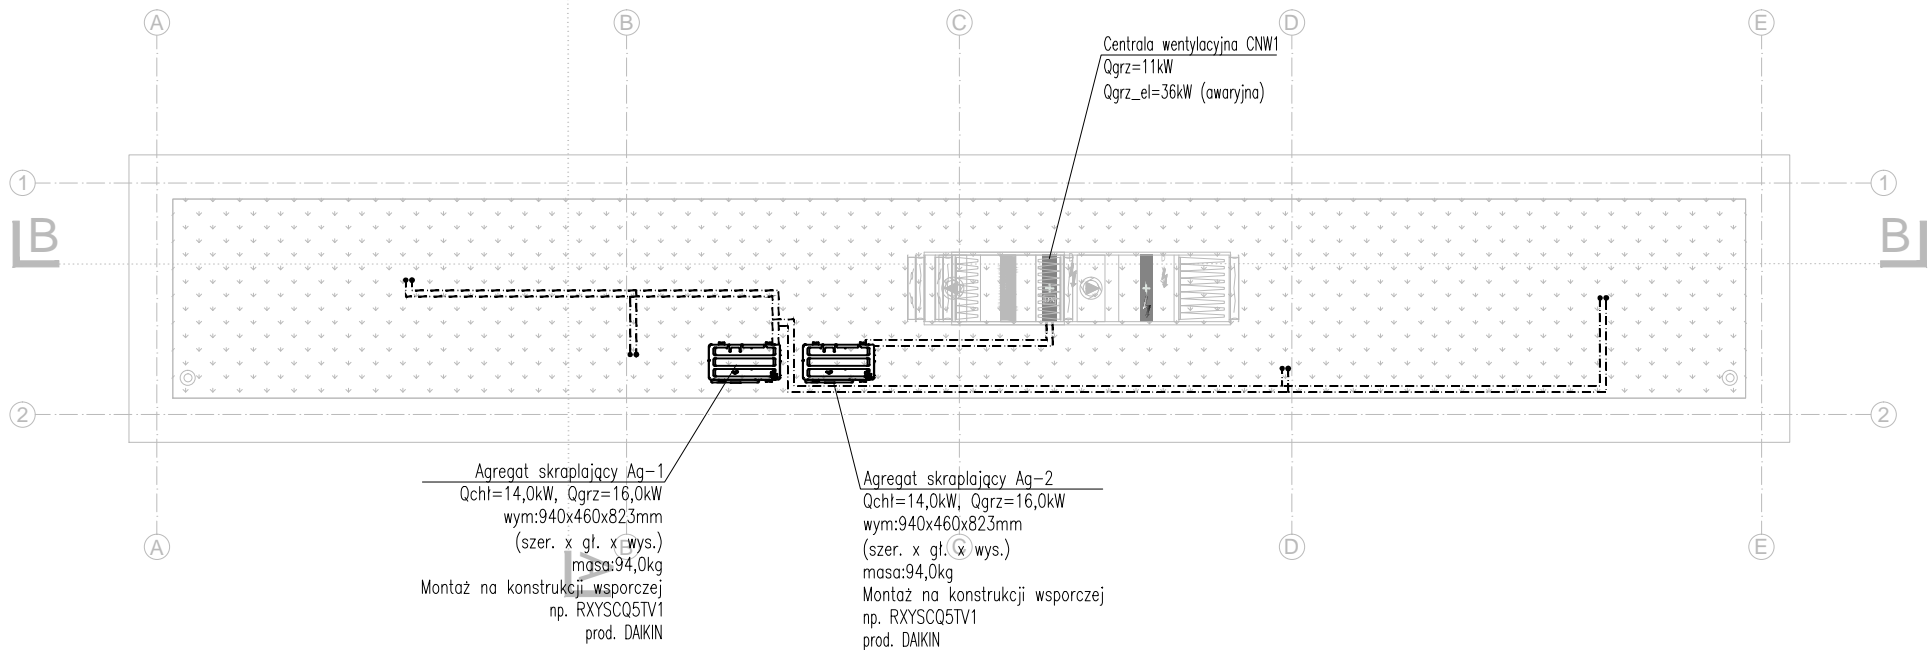 A
B
C
D
E
Centrala wentylacyjna CNW1
Qgrz=11kW
Qgrz_el=36kW (awaryjna)
1
1
B
B
2
2
Agregat skraplający Ag-1
Qchł=14,0kW, Qgrz=16,0kW
wym:940x460x823mm
(szer. x gł. x wys.)
masa:94,0kg
Montaż na konstrukcji wsporczej
np. RXYSCQ5TV1
prod. DAIKIN
Agregat skraplający Ag-2
Qchł=14,0kW, Qgrz=16,0kW
wym:940x460x823mm
(szer. x gł. x wys.)
masa:94,0kg
Montaż na konstrukcji wsporczej
np. RXYSCQ5TV1
prod. DAIKIN
A
B
C
D
E
A